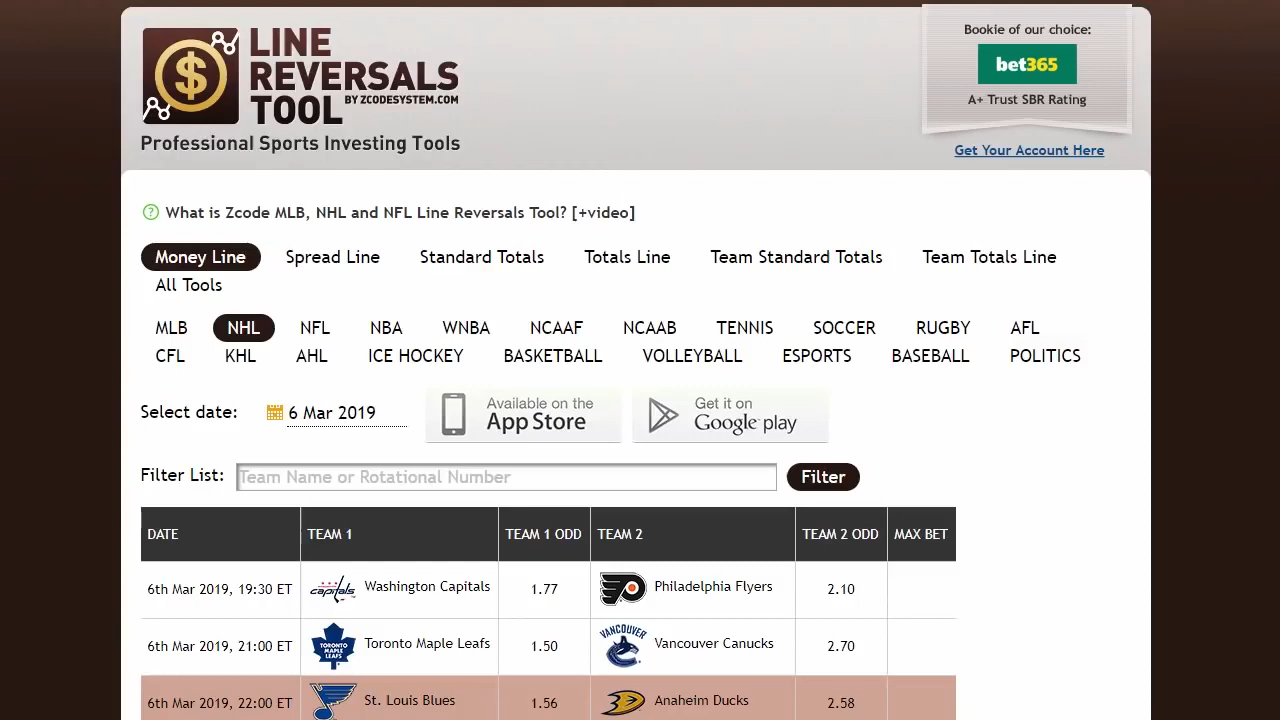 LINE
REVERSALS
TOOL BY ZCODESYSTEM.COM
Professional Sports Investing Tools
Bookie of our choice:
bet365
A+ Trust SBR Rating
Get Your Account Here
What is Zcode MLB, NHL and NFL Line Reversals Tool? [+video]
Money Line Spread Line Standard Totals Totals Line Team Standard Totals Team Totals Line
All Tools
MLB NHL NFL NBA WNBA NCAAF NCAAB TENNIS SOCCER RUGBY AFL
CFL KHL AHL ICE HOCKEY BASKETBALL VOLLEYBALL ESPORTS BASEBALL POLITICS
Select date: 6 Mar 2019
Available on the
App Store
Get it on
Google play
Filter List: Team Name or Rotational Number Filter
DATE TEAM 1 TEAM 1 ODD TEAM 2 TEAM 2 ODD MAX BET
6th Mar 2019, 19:30 ET capitals Washington Capitals 1.77 Philadelphia Flyers 2.10
6th Mar 2019, 21:00 ET TORONTO MAPLE LEAFS Toronto Maple Leafs 1.50 VANCOUVER Vancouver Canucks 2.70
6th Mar 2019, 22:00 ET St. Louis Blues 1.56 Anaheim Ducks 2.58